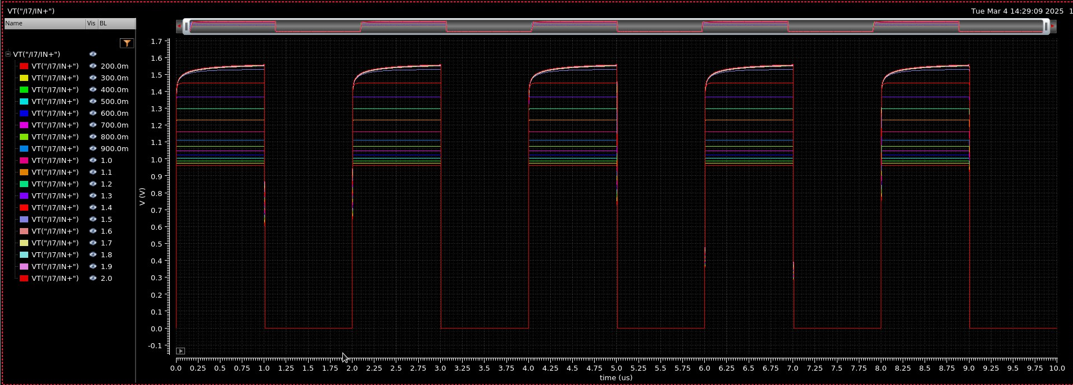 VT("/I7/IN+")
Tue Mar 4 14:29:09 2025 1
Name Vis BL
VT("/I7/IN+")
VT("/I7/IN+") 200.0m
VT("/I7/IN+") 300.0m
VT("/I7/IN+") 400.0m
VT("/I7/IN+") 500.0m
VT("/I7/IN+") 600.0m
VT("/I7/IN+") 700.0m
VT("/I7/IN+") 800.0m
VT("/I7/IN+") 900.0m
VT("/I7/IN+") 1.0
VT("/I7/IN+") 1.1
VT("/I7/IN+") 1.2
VT("/I7/IN+") 1.3
VT("/I7/IN+") 1.4
VT("/I7/IN+") 1.5
VT("/I7/IN+") 1.6
VT("/I7/IN+") 1.7
VT("/I7/IN+") 1.8
VT("/I7/IN+") 1.9
VT("/I7/IN+") 2.0
V (V)
1.7
1.6
1.5
1.4
1.3
1.2
1.1
1.0
0.9
0.8
0.7
0.6
0.5
0.4
0.3
0.2
0.1
0.0
-0.1
0.0 0.25 0.5 0.75 1.0 1.25 1.5 1.75 2.0 2.25 2.5 2.75 3.0 3.25 3.5 3.75 4.0 4.25 4.5 4.75 5.0 5.25 5.5 5.75 6.0 6.25 6.5 6.75 7.0 7.25 7.5 7.75 8.0 8.25 8.5 8.75 9.0 9.25 9.5 9.75 10.0
time (us)